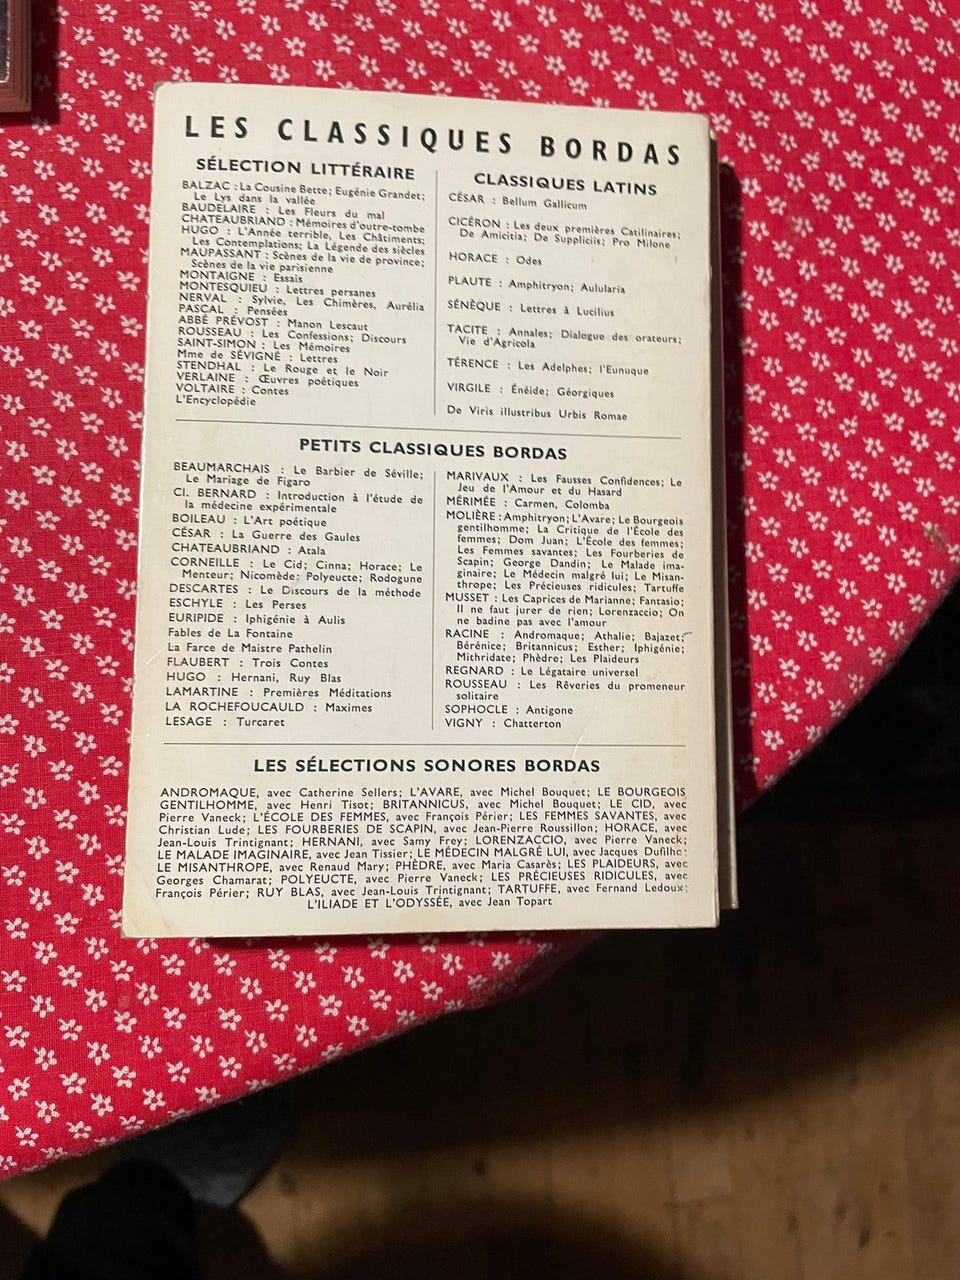 LES CLASSIQUES BORDAS
SÉLECTION LITTÉRAIRE
BALZAC : La Cousine Bette; Eugénie Grandet;
Le Lys dans la vallée
BAUDELAIRE : Les Fleurs du mal
CHATEAUBRIAND : Mémoires d'outre-tombe
HUGO : L'Année terrible, Les Châtiments;
Les Contemplations; La Légende des siècles
MAUPASSANT : Scènes de la vie de province;
Scènes de la vie parisienne
MONTAIGNE : Essais
MONTESQUIEU : Lettres persanes
NERVAL : Sylvie, Les Chimères, Aurélia
PASCAL : Pensées
ABBÉ PRÉVOST : Manon Lescaut
ROUSSEAU : Les Confessions; Discours
SAINT-SIMON : Les Mémoires
Mme de SÉVIGNÉ : Lettres
STENDHAL : Le Rouge et le Noir
VERLAINE : Œuvres poétiques
VOLTAIRE : Contes
L'Encyclopédie
CLASSIQUES LATINS
CÉSAR : Bellum Gallicum
CICÉRON : Les deux premières Catilinaires;
De Amicitia; De Suppliciis; Pro Milone
HORACE : Odes
PLAUTE : Amphitryon; Aulularia
SÉNÈQUE : Lettres à Lucilius
TACITE : Annales; Dialogue des orateurs;
Vie d'Agricola
TÉRENCE : Les Adelphes; l'Eunuque
VIRGILE : Énéide; Géorgiques
De Viris illustribus Urbis Romae
PETITS CLASSIQUES BORDAS
BEAUMARCHAIS : Le Barbier de Séville;
Le Mariage de Figaro
Cl. BERNARD : Introduction à l'étude de
la médecine expérimentale
BOILEAU : L'Art poétique
CÉSAR : La Guerre des Gaules
CHATEAUBRIAND : Atala
CORNEILLE : Le Cid; Cinna; Horace; Le
Menteur; Nicomède; Polyeucte; Rodogune
DESCARTES : Le Discours de la méthode
ESCHYLE : Les Perses
EURIPIDE : Iphigénie à Aulis
Fables de La Fontaine
La Farce de Maistre Pathelin
FLAUBERT : Trois Contes
HUGO : Hernani, Ruy Blas
LAMARTINE : Premières Méditations
LA ROCHEFOUCAULD : Maximes
LESAGE : Turcaret
MARIVAUX : Les Fausses Confidences; Le
Jeu de l'Amour et du Hasard
MÉRIMÉE : Carmen, Colomba
MOLIÈRE : Amphitryon; L'Avare; Le Bourgeois
gentilhomme; La Critique de l'École des
femmes; Dom Juan; L'École des femmes;
Les Femmes savantes; Les Fourberies de
Scapin; George Dandin; Le Malade ima-
ginaire; Le Médecin malgré lui; Le Misan-
thrope; Les Précieuses ridicules; Tartuffe
MUSSET : Les Caprices de Marianne; Fantasio;
Il ne faut jurer de rien; Lorenzaccio; On
ne badine pas avec l'amour
RACINE : Andromaque; Athalie; Bajazet;
Bérénice; Britannicus; Esther; Iphigénie;
Mithridate; Phèdre; Les Plaideurs
REGNARD : Le Légataire universel
ROUSSEAU : Les Rêveries du promeneur
solitaire
SOPHOCLE : Antigone
VIGNY : Chatterton
LES SÉLECTIONS SONORES BORDAS
ANDROMAQUE, avec Catherine Sellers; L'AVARE, avec Michel Bouquet; LE BOURGEOIS
GENTILHOMME, avec Henri Tisot; BRITANNICUS, avec Michel Bouquet; LE CID, avec
Pierre Vaneck; L'ÉCOLE DES FEMMES, avec François Périer; LES FEMMES SAVANTES, avec
Christian Lude; LES FOURBERIES DE SCAPIN, avec Jean-Pierre Roussillon; HORACE, avec
Jean-Louis Trintignant; HERNANI, avec Samy Frey; LORENZACCIO, avec Pierre Vaneck;
LE MALADE IMAGINAIRE, avec Jean Tissier; LE MÉDECIN MALGRÉ LUI, avec Jacques Dufilho;
LE MISANTHROPE, avec Renaud Mary; PHÈDRE, avec Maria Casarès; LES PLAIDEURS, avec
Georges Chamarat; POLYEUCTE, avec Pierre Vaneck; LES PRÉCIEUSES RIDICULES, avec
François Périer; RUY BLAS, avec Jean-Louis Trintignant; TARTUFFE, avec Fernand Ledoux;
L'ILIADE ET L'ODYSSÉE, avec Jean Topart